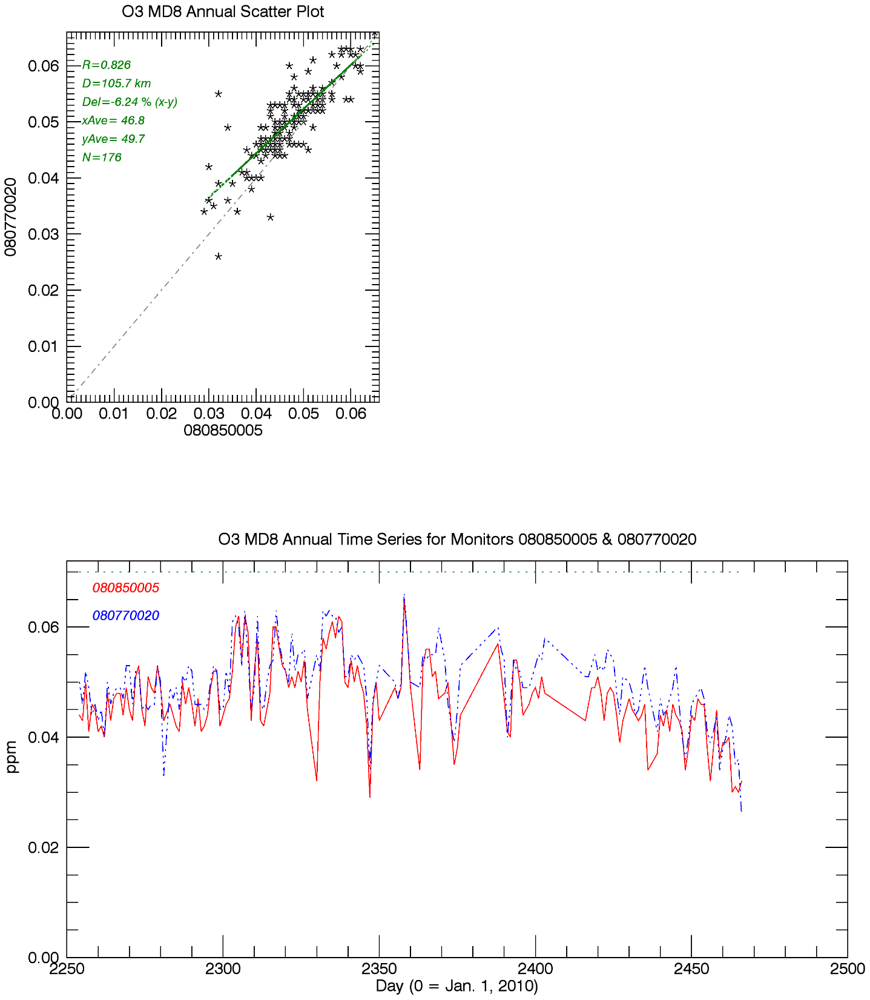 O3 MD8 Annual Scatter Plot
R=0.826
D=105.7 km
Del=-6.24 % (x-y)
xAve= 46.8
yAve= 49.7
N=176
0.06
0.05
0.04
0.03
0.02
0.01
0.00
080770020
0.00 0.01 0.02 0.03 0.04 0.05 0.06
080850005
O3 MD8 Annual Time Series for Monitors 080850005 & 080770020
080850005
080770020
0.06
0.04
0.02
0.00
ppm
2250 2300 2350 2400 2450 2500
Day (0 = Jan. 1, 2010)